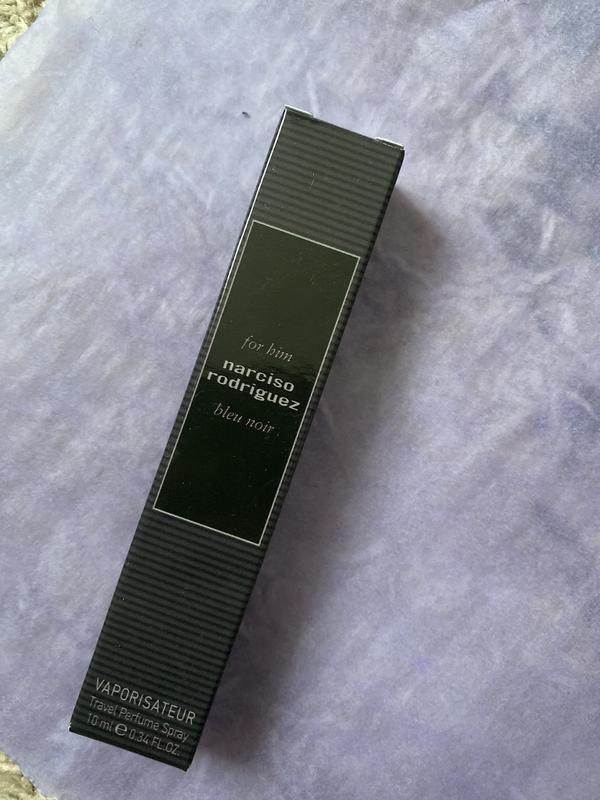 for him
narciso
rodriguez
bleu noir
VAPORISATEUR
Travel Perfume Spray
10 ml ℮ 0.34 FL.OZ.